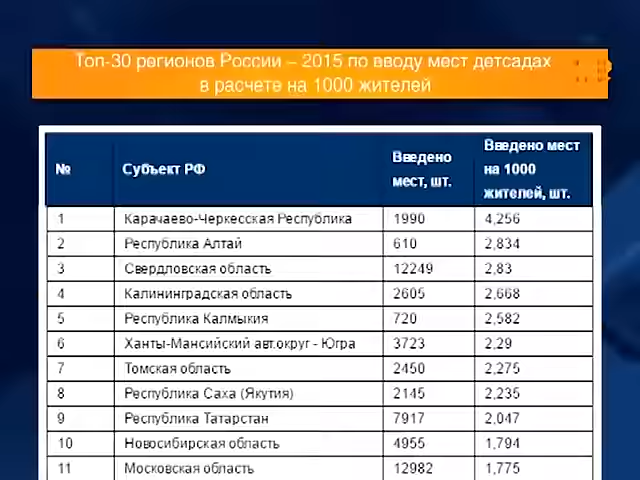 Топ-30 регионов России – 2015 по вводу мест детсадах
в расчете на 1000 жителей
№ Субъект РФ Введено мест, шт. Введено мест на 1000 жителей, шт.
1 Карачаево-Черкесская Республика 1990 4,256
2 Республика Алтай 610 2,834
3 Свердловская область 12249 2,83
4 Калининградская область 2605 2,668
5 Республика Калмыкия 720 2,582
6 Ханты-Мансийский авт.округ - Югра 3723 2,29
7 Томская область 2450 2,275
8 Республика Саха (Якутия) 2145 2,235
9 Республика Татарстан 7917 2,047
10 Новосибирская область 4955 1,794
11 Московская область 12982 1,775